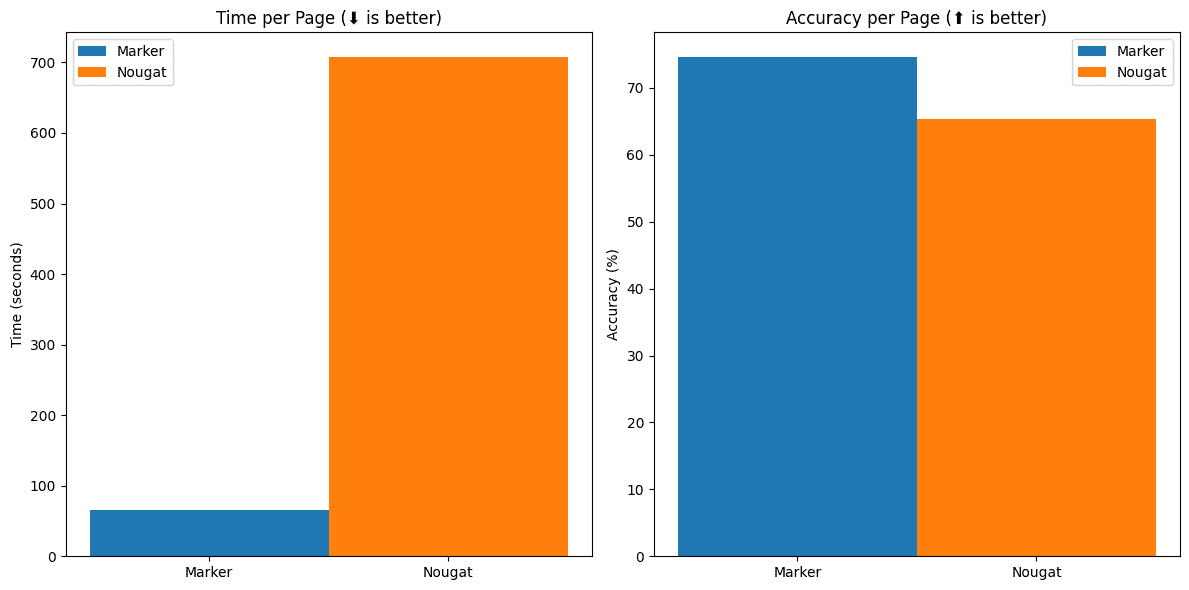 Time per Page (⬇ is better)
Marker
Nougat
Time (seconds)
700
600
500
400
300
200
100
0
Marker Nougat
Accuracy per Page (⬆ is better)
Marker
Nougat
Accuracy (%)
70
60
50
40
30
20
10
0
Marker Nougat